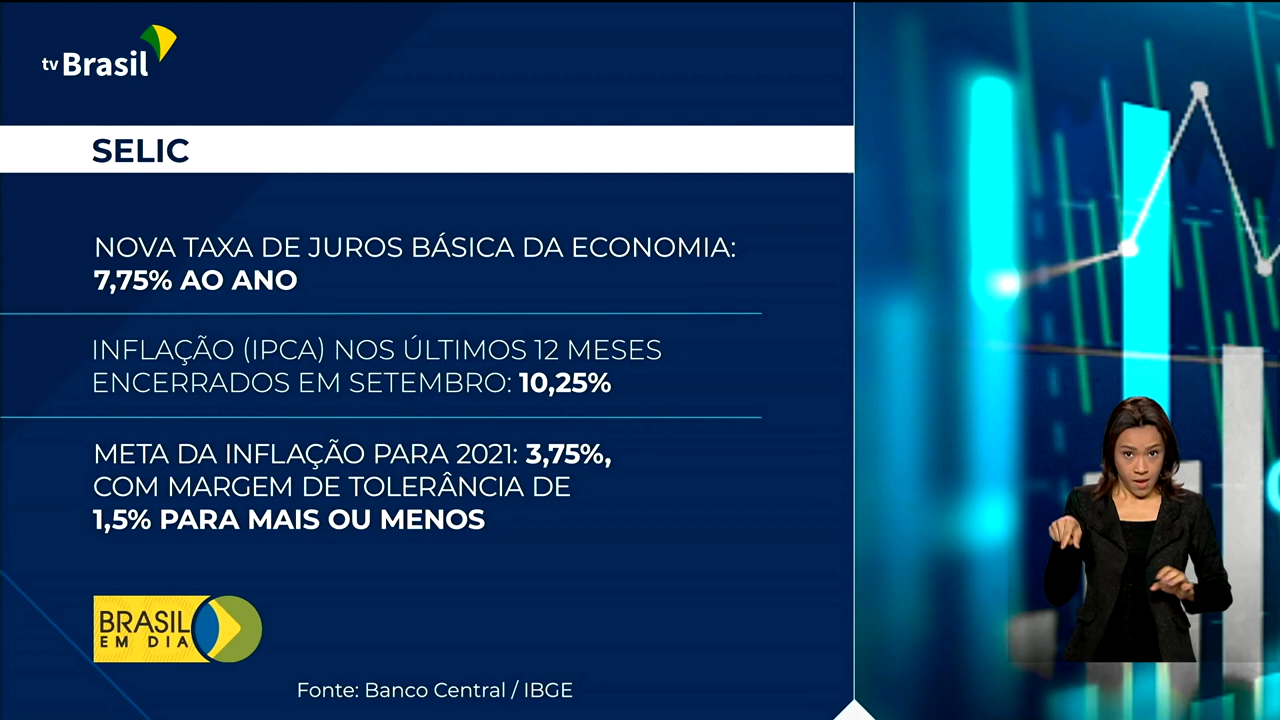 tv Brasil
SELIC
NOVA TAXA DE JUROS BÁSICA DA ECONOMIA:
7,75% AO ANO
INFLAÇÃO (IPCA) NOS ÚLTIMOS 12 MESES
ENCERRADOS EM SETEMBRO: 10,25%
META DA INFLAÇÃO PARA 2021: 3,75%,
COM MARGEM DE TOLERÂNCIA DE
1,5% PARA MAIS OU MENOS
BRASIL
EM DIA
Fonte: Banco Central / IBGE